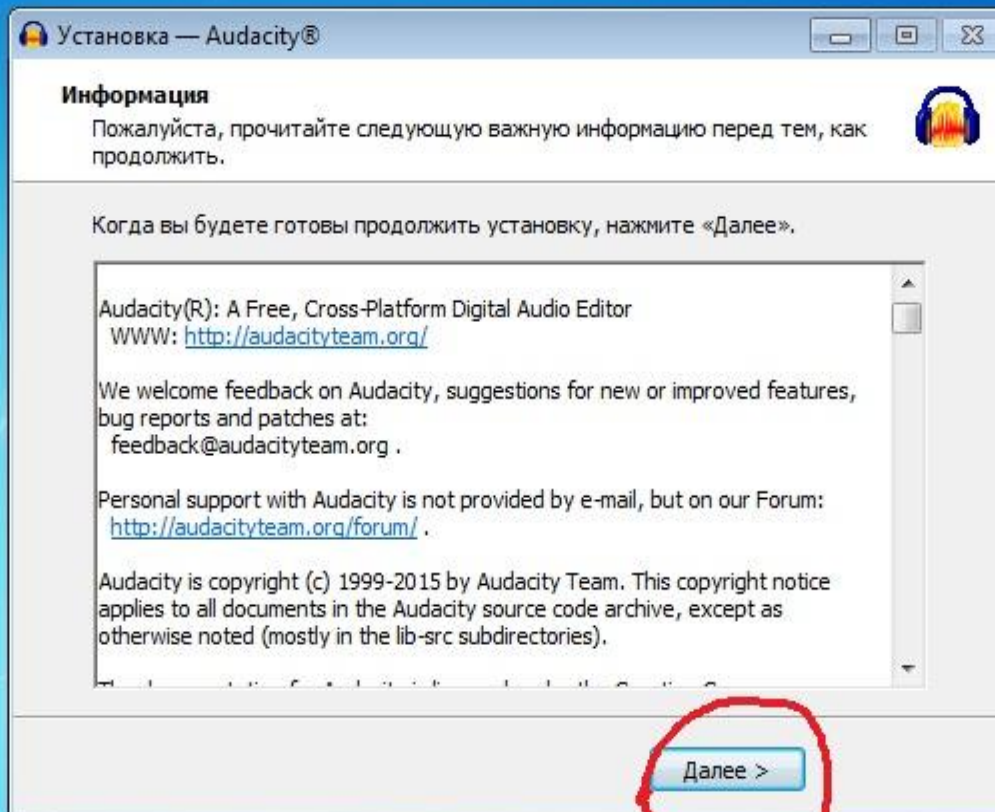 Установка — Audacity®
Информация
Пожалуйста, прочитайте следующую важную информацию перед тем, как
продолжить.
Когда вы будете готовы продолжить установку, нажмите «Далее».
Audacity(R): A Free, Cross-Platform Digital Audio Editor
WWW: http://audacityteam.org/
We welcome feedback on Audacity, suggestions for new or improved features,
bug reports and patches at:
feedback@audacityteam.org .
Personal support with Audacity is not provided by e-mail, but on our Forum:
http://audacityteam.org/forum/ .
Audacity is copyright (c) 1999-2015 by Audacity Team. This copyright notice
applies to all documents in the Audacity source code archive, except as
otherwise noted (mostly in the lib-src subdirectories).
Далее >